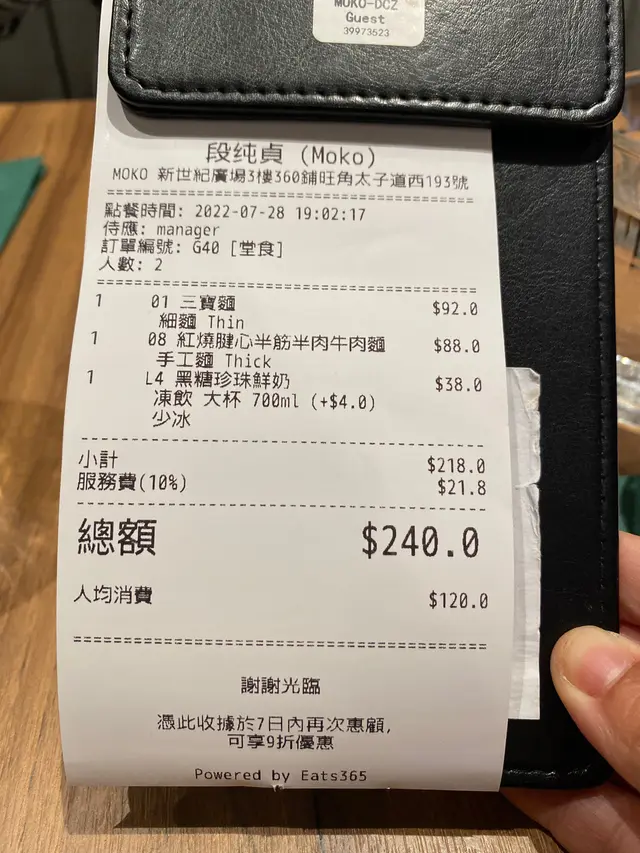 MOKO-DCZ
Guest
39973623
段纯貞 (Moko)
MOKO 新世紀廣場3樓360鋪旺角太子道西193號
點餐時間: 2022-07-28 19:02:17
侍應: manager
訂單編號: G40 [堂食]
人數: 2
1 01 三寶麵 $92.0
細麵 Thin
1 08 紅燒腱心半筋半肉牛肉麵 $88.0
手工麵 Thick
1 L4 黑糖珍珠鮮奶 $38.0
凍飲 大杯 700ml (+$4.0)
少冰
小計 $218.0
服務費(10%) $21.8
總額 $240.0
人均消費 $120.0
謝謝光臨
憑此收據於7日內再次惠顧,
可享9折優惠
Powered by Eats365